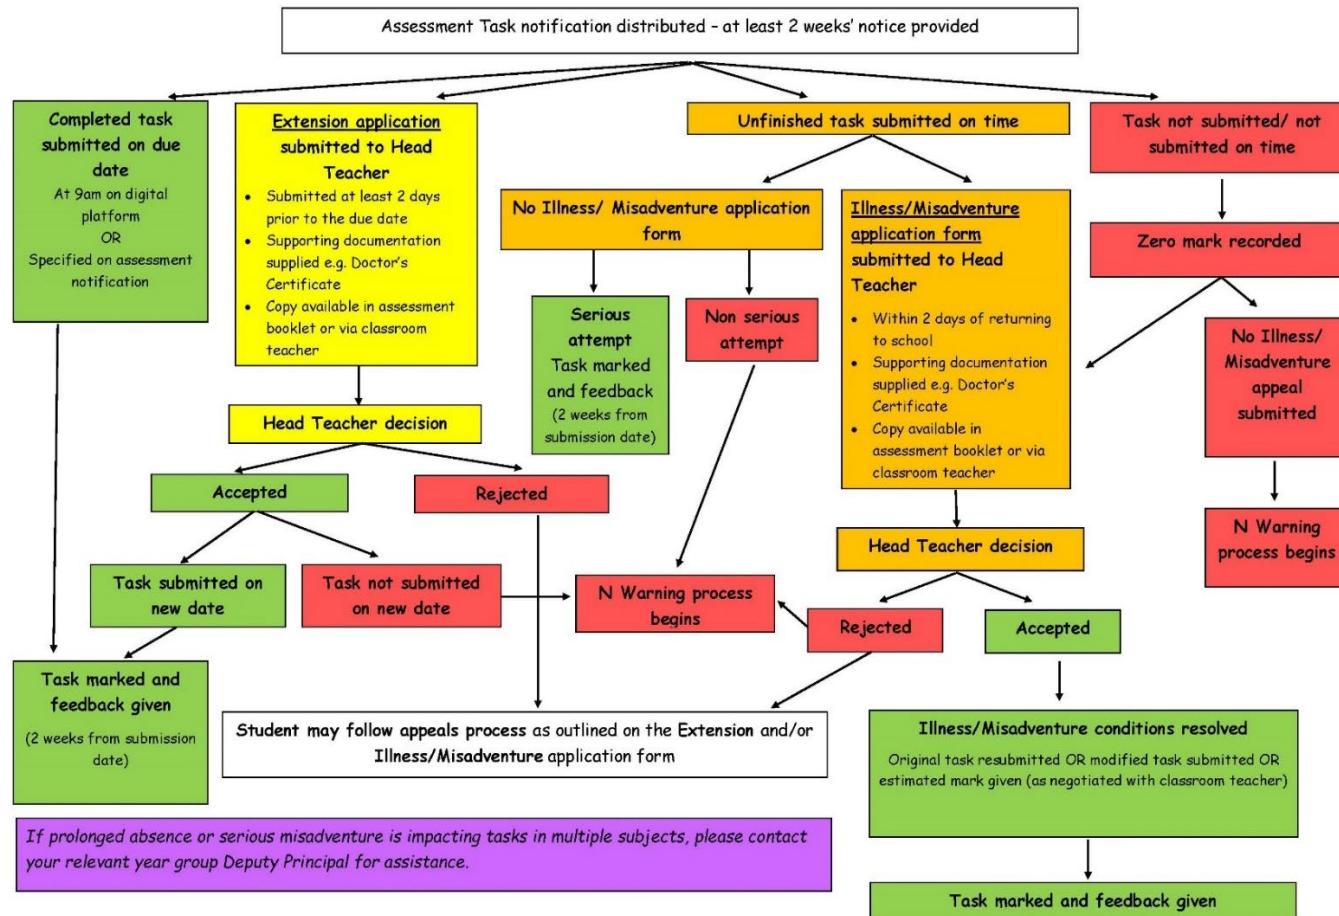 Assessment Task notification distributed – at least 2 weeks' notice provided
Completed task
submitted on due
date
At 9am on digital
platform
OR
Specified on assessment
notification
Extension application
submitted to Head
Teacher
• Submitted at least 2 days
prior to the due date
• Supporting documentation
supplied e.g. Doctor's
Certificate
• Copy available in assessment
booklet or via classroom
teacher
Unfinished task submitted on time
Task not submitted/ not
submitted on time
No Illness/ Misadventure application
form
Illness/Misadventure
application form
submitted to Head
Teacher
• Within 2 days of returning
to school
• Supporting documentation
supplied e.g. Doctor's
Certificate
• Copy available in
assessment booklet or via
classroom teacher
Zero mark recorded
Serious
attempt
Task marked
and feedback
(2 weeks from
submission date)
Non serious
attempt
No Illness/
Misadventure
appeal
submitted
Head Teacher decision
Accepted
Rejected
N Warning
process begins
Head Teacher decision
Task submitted on
new date
Task not submitted
on new date
N Warning process
begins
Rejected
Accepted
Task marked and
feedback given
(2 weeks from submission
date)
Student may follow appeals process as outlined on the Extension and/or
Illness/Misadventure application form
Illness/Misadventure conditions resolved
Original task resubmitted OR modified task submitted OR
estimated mark given (as negotiated with classroom teacher)
If prolonged absence or serious misadventure is impacting tasks in multiple subjects, please contact
your relevant year group Deputy Principal for assistance.
Task marked and feedback given